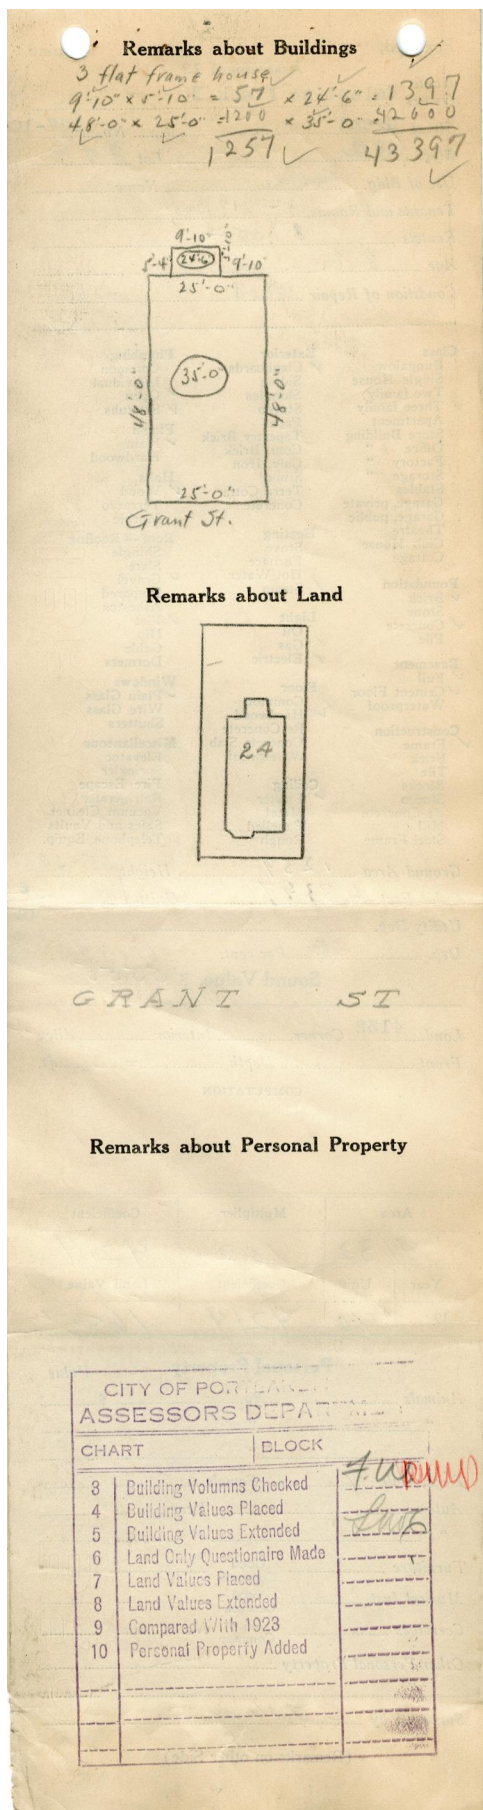 Remarks about Buildings
3 flat frame house
9'-10" x 5'-10" = 57 x 24'-6" = 1397
48'-0" x 25'-0" = 1200 x 35'-0" = 42000
1257 43397
9'-10"
5'-4" 24'-6" 9'-10"
25'-0"
48'-0" 35'-0" 48'-0"
25'-0"
Grant St.
Remarks about Land
24
GRANT ST
Remarks about Personal Property
CITY OF PORTLAND
ASSESSORS DEPARTMENT
CHART BLOCK
3 Building Volumns Checked
4 Building Values Placed
5 Building Values Extended
6 Land Only Questionaire Made
7 Land Values Placed
8 Land Values Extended
9 Compared With 1923
10 Personal Property Added